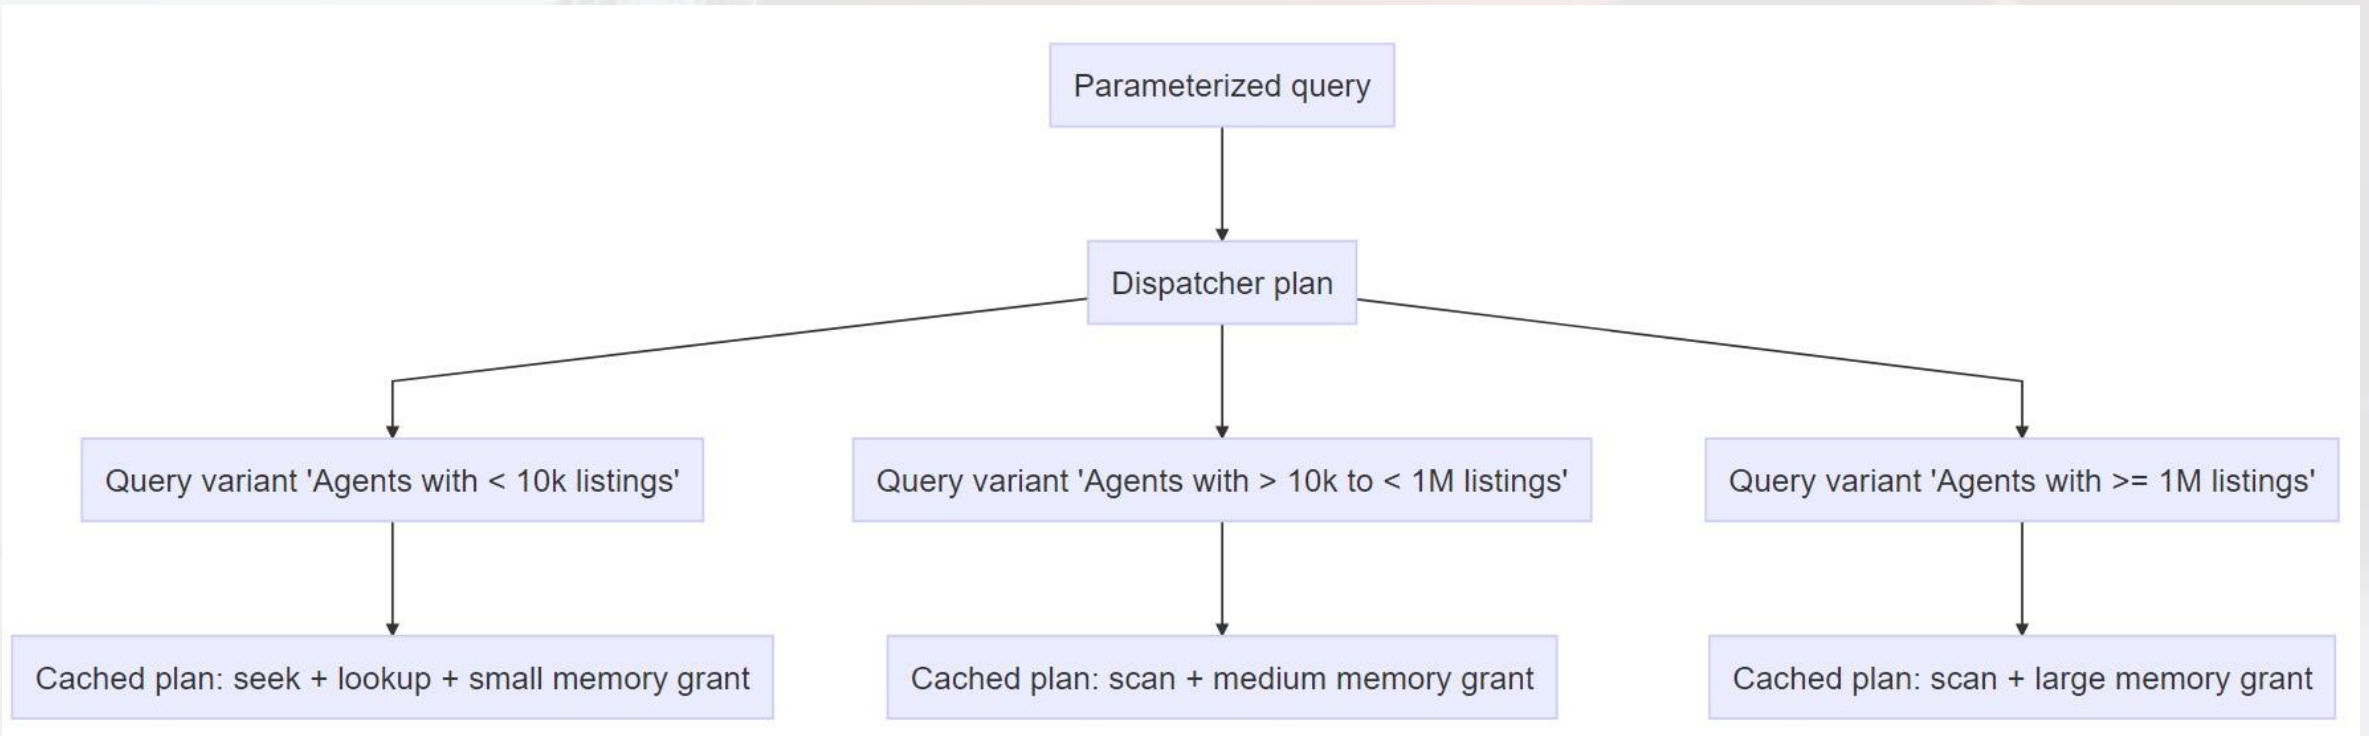 Parameterized query
Dispatcher plan
Query variant 'Agents with < 10k listings'
Query variant 'Agents with > 10k to < 1M listings'
Query variant 'Agents with >= 1M listings'
Cached plan: seek + lookup + small memory grant
Cached plan: scan + medium memory grant
Cached plan: scan + large memory grant